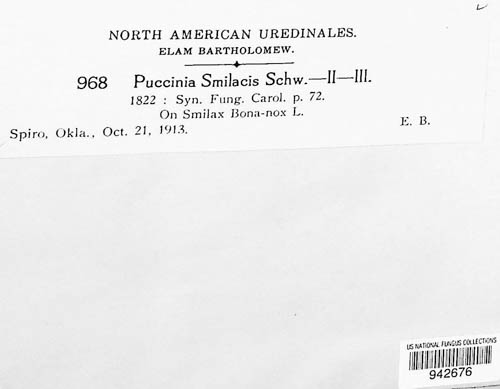 NORTH AMERICAN UREDINALES.
ELAM BARTHOLOMEW.
968 Puccinia Smilacis Schw.—II—III.
1822 : Syn. Fung. Carol. p. 72.
On Smilax Bona-nox L.
Spiro, Okla., Oct. 21, 1913. E. B.
US NATIONAL FUNGUS COLLECTIONS
942676